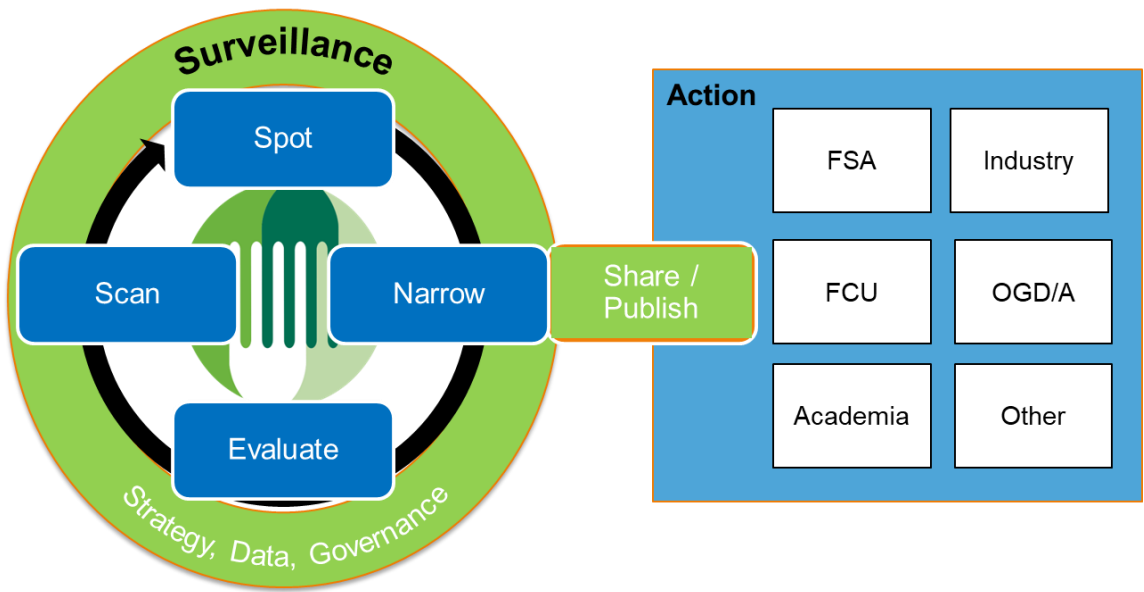 Surveillance
Spot
Scan
Narrow
Evaluate
Strategy, Data, Governance
Share /
Publish
Action
FSA
Industry
FCU
OGD/A
Academia
Other